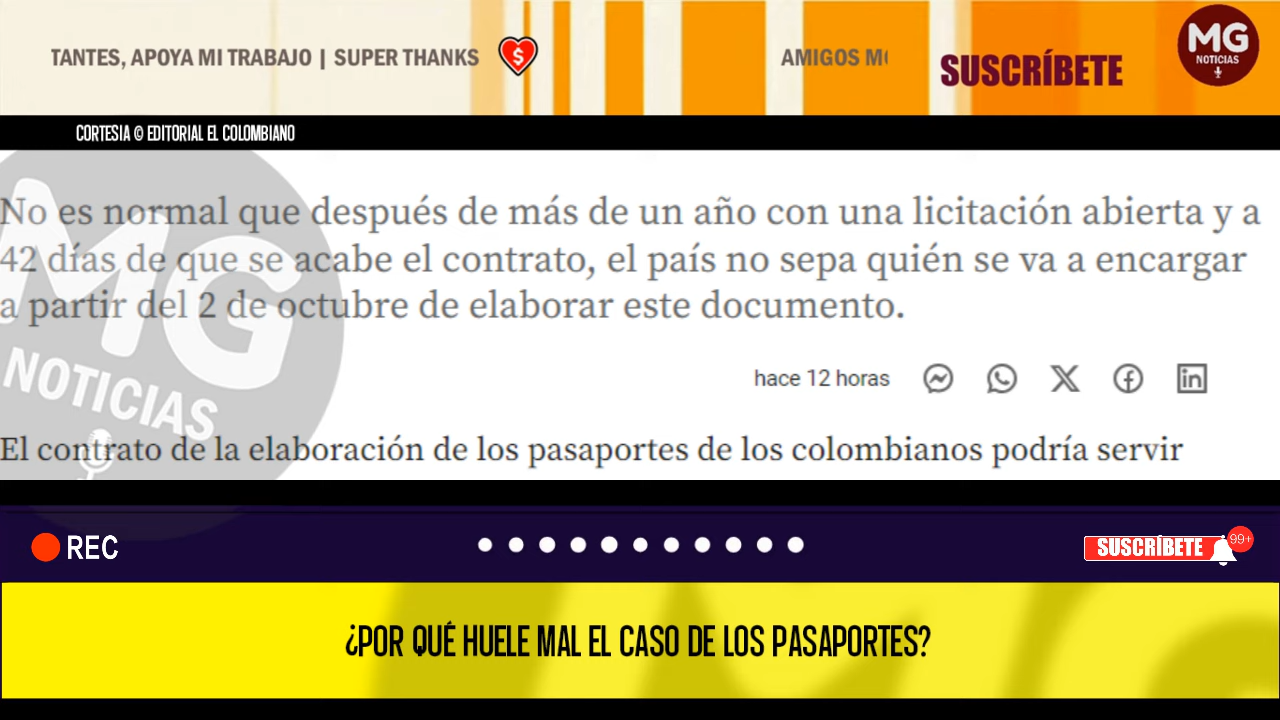 TANTES, APOYA MI TRABAJO | SUPER THANKS
AMIGOS M
SUSCRÍBETE
MG
NOTICIAS
CORTESIA © EDITORIAL EL COLOMBIANO
No es normal que después de más de un año con una licitación abierta y a
42 días de que se acabe el contrato, el país no sepa quién se va a encargar
a partir del 2 de octubre de elaborar este documento.
MG
NOTICIAS
hace 12 horas
El contrato de la elaboración de los pasaportes de los colombianos podría servir
REC
SUSCRÍBETE
99+
¿POR QUÉ HUELE MAL EL CASO DE LOS PASAPORTES?